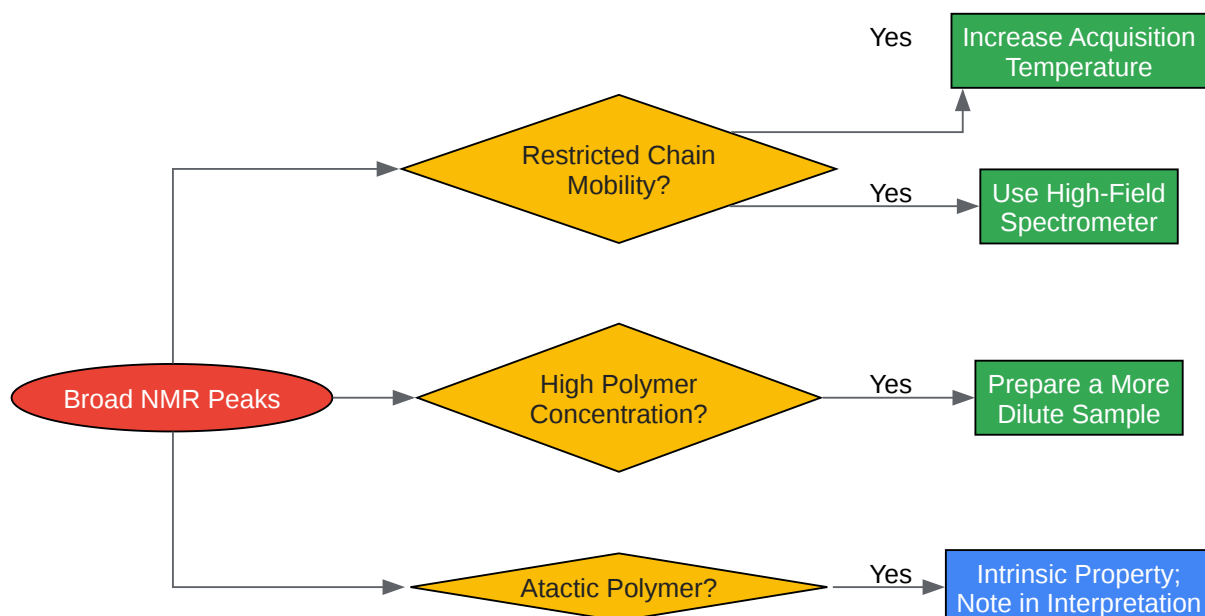 Yes
Increase Acquisition
Temperature
Restricted Chain
Mobility?
Yes
Use High-Field
Spectrometer
Broad NMR Peaks
High Polymer
Concentration?
Yes
Prepare a More
Dilute Sample
Atactic Polymer?
Yes
Intrinsic Property;
Note in Interpretation